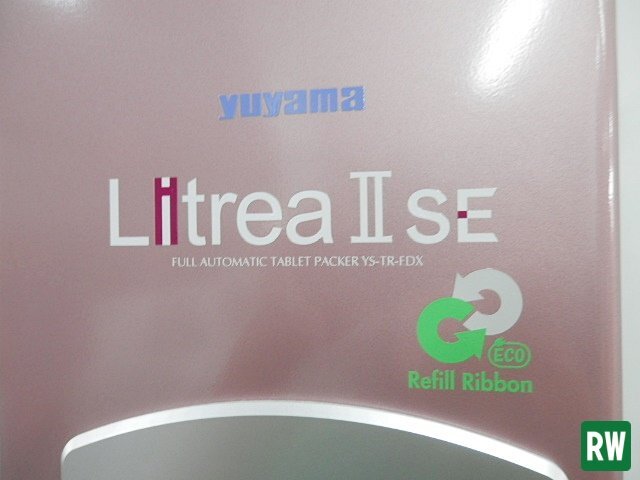 yuyama
Litrea II SE
FULL AUTOMATIC TABLET PACKER YS-TR-FDX
ECO
Refill Ribbon
RW